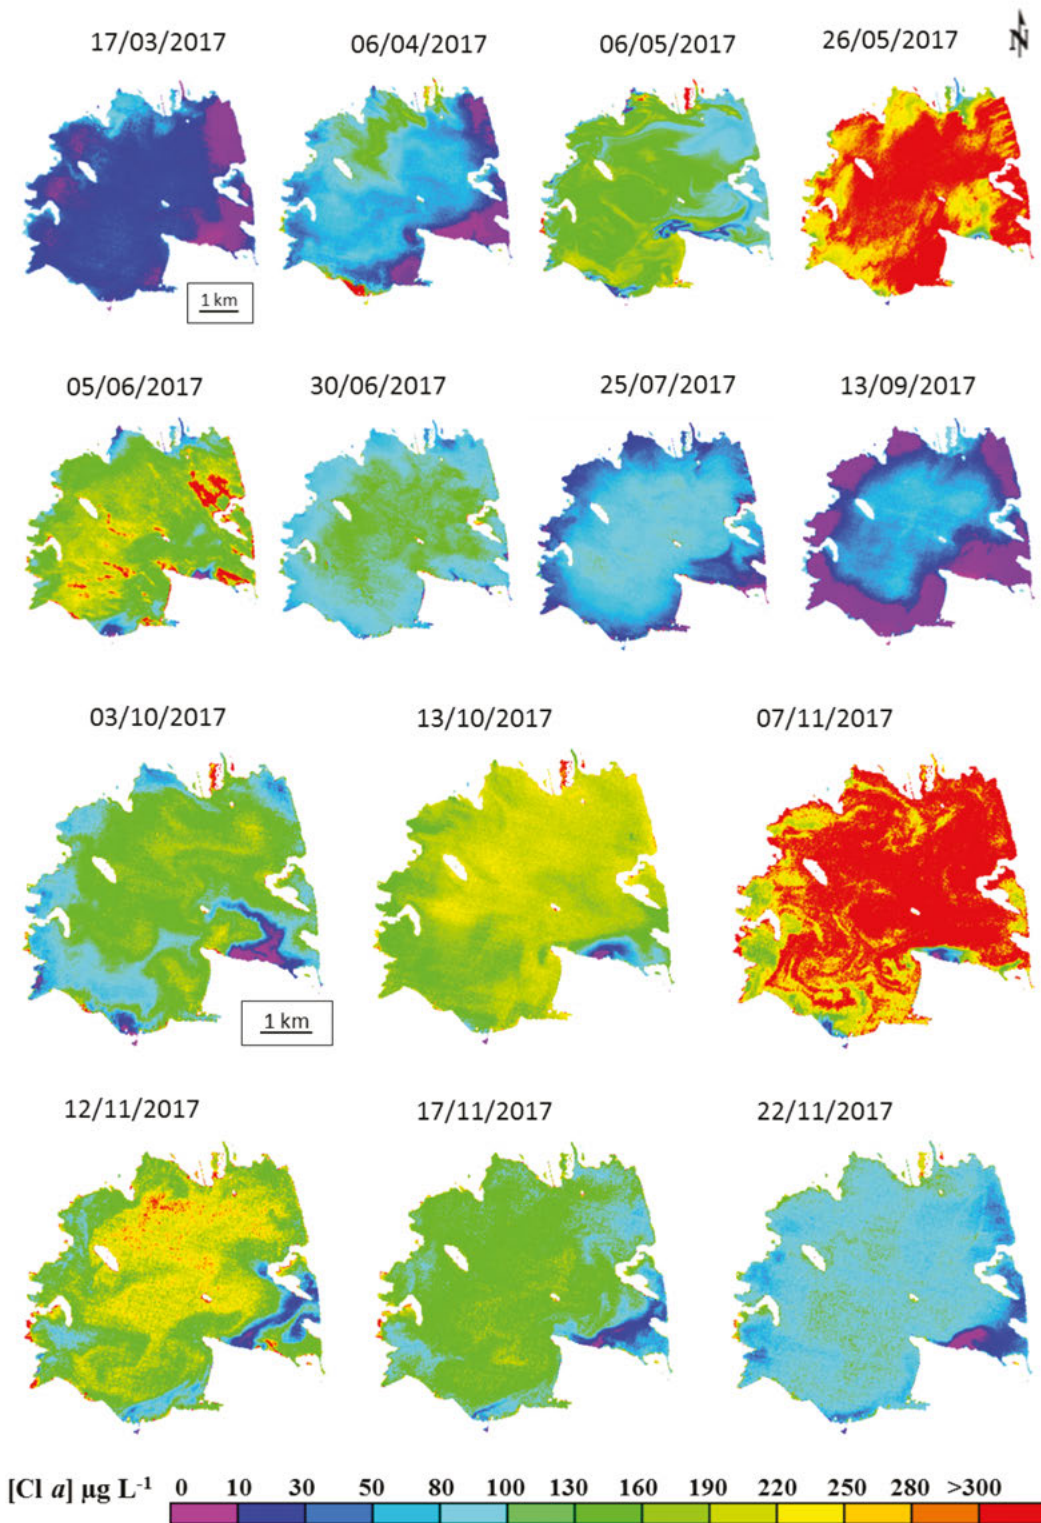 17/03/2017 06/04/2017 06/05/2017 26/05/2017 N
1 km
05/06/2017 30/06/2017 25/07/2017 13/09/2017
03/10/2017 13/10/2017 07/11/2017
1 km
12/11/2017 17/11/2017 22/11/2017
[Cl a] µg L-1 0 10 30 50 80 100 130 160 190 220 250 280 >300